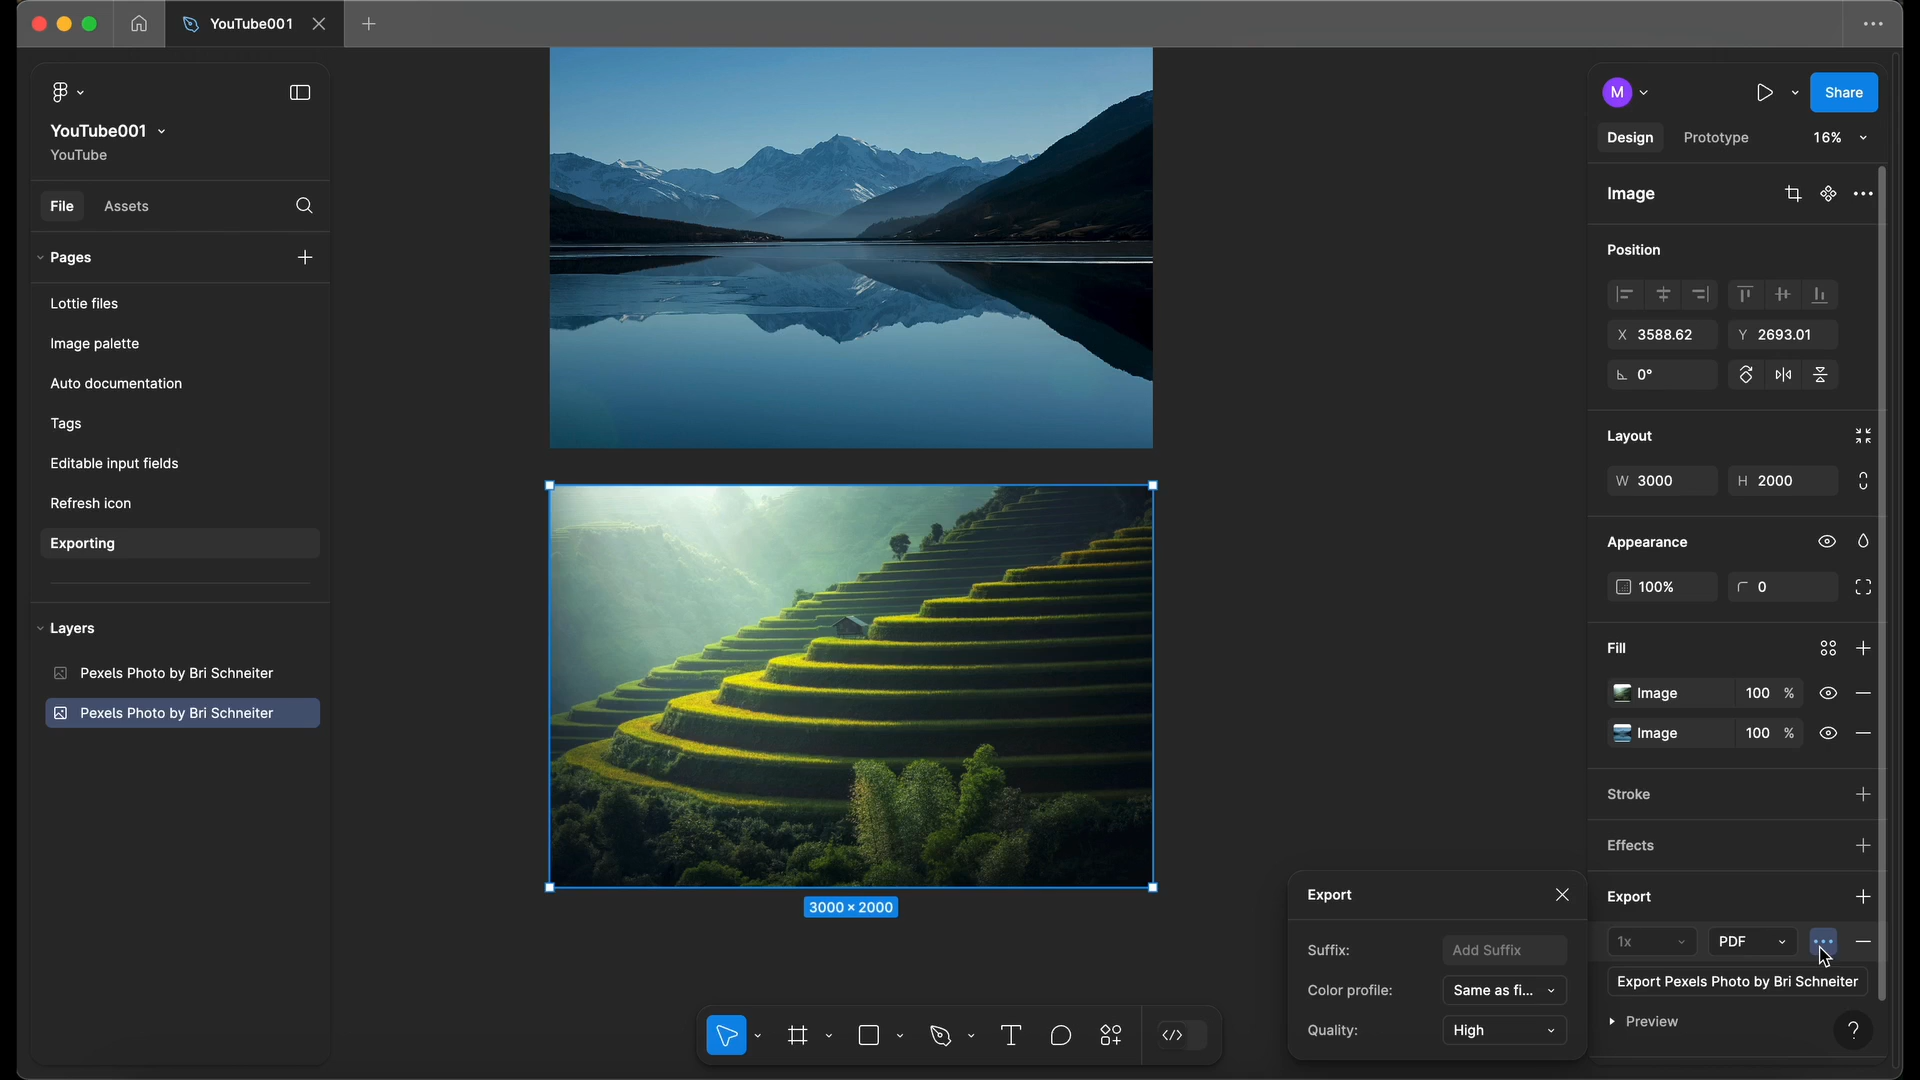 YouTube001
M
Share
YouTube001
YouTube
Design
Prototype
16%
File
Assets
Image
Pages
Position
Lottie files
X 3588.62
Y 2693.01
Image palette
0°
Auto documentation
Tags
Layout
Editable input fields
W 3000
H 2000
Refresh icon
Exporting
Appearance
100%
0
Layers
Fill
Pexels Photo by Bri Schneiter
Image 100 %
Pexels Photo by Bri Schneiter
Image 100 %
Stroke
Effects
3000 × 2000
Export
Suffix: Add Suffix
Color profile: Same as fi...
Quality: High
Export
1x
PDF
Export Pexels Photo by Bri Schneiter
Preview
?